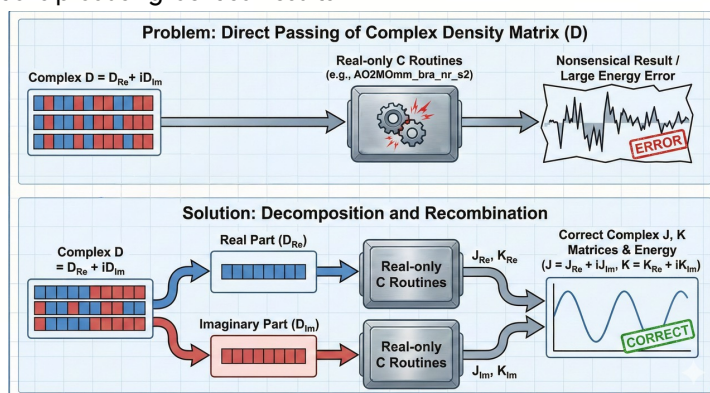 Problem: Direct Passing of Complex Density Matrix (D)
Complex D = D_Re + iD_Im
Real-only C Routines
(e.g., AO2MOmm_bra_nr_s2)
Nonsensical Result /
Large Energy Error
ERROR
Solution: Decomposition and Recombination
Complex D
= D_Re + iD_Im
Real Part (D_Re)
Real-only
C Routines
J_Re, K_Re
Imaginary Part (D_Im)
Real-only
C Routines
J_Im, K_Im
Correct Complex J, K
Matrices & Energy
(J = J_Re + iJ_Im, K = K_Re + iK_Im)
CORRECT